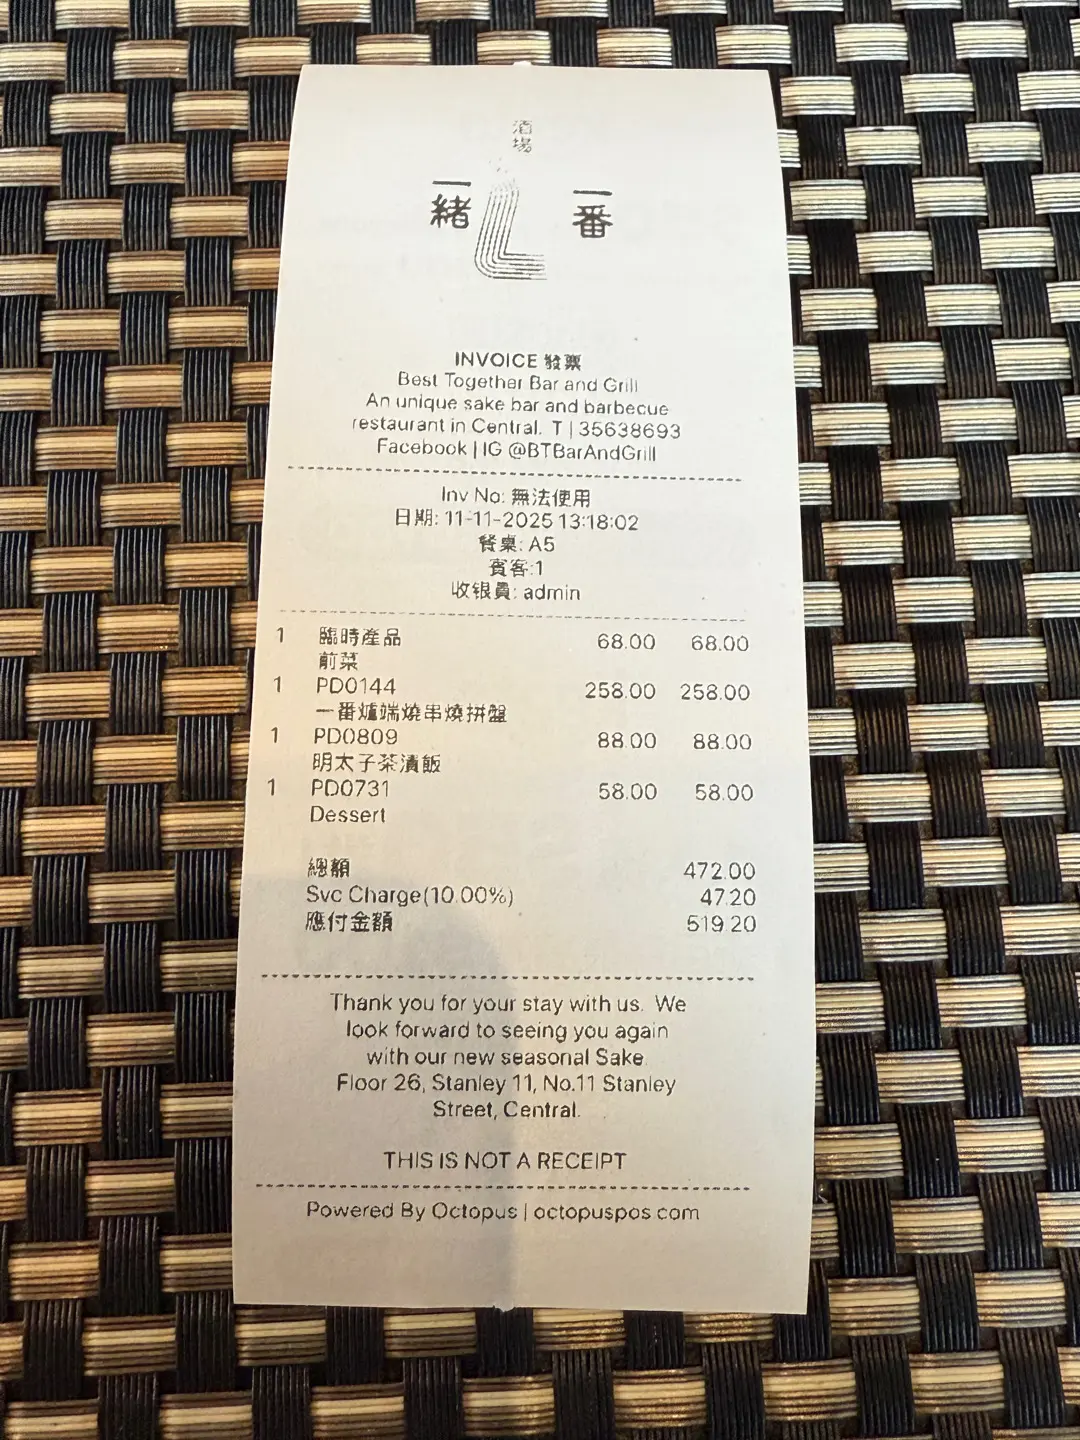 酒場
一緒
一番
INVOICE 發票
Best Together Bar and Grill
An unique sake bar and barbecue
restaurant in Central. T | 35638693
Facebook | IG @BTBarAndGrill
Inv No: 無法使用
日期: 11-11-2025 13:18:02
餐桌: A5
賓客:1
收银員: admin
1 臨時產品 68.00 68.00
前菜
1 PD0144 258.00 258.00
一番爐端燒串燒拼盤
1 PD0809 88.00 88.00
明太子茶漬飯
1 PD0731 58.00 58.00
Dessert
總額 472.00
Svc Charge(10.00%) 47.20
應付金額 519.20
Thank you for your stay with us. We
look forward to seeing you again
with our new seasonal Sake.
Floor 26, Stanley 11, No.11 Stanley
Street, Central.
THIS IS NOT A RECEIPT
Powered By Octopus | octopuspos.com